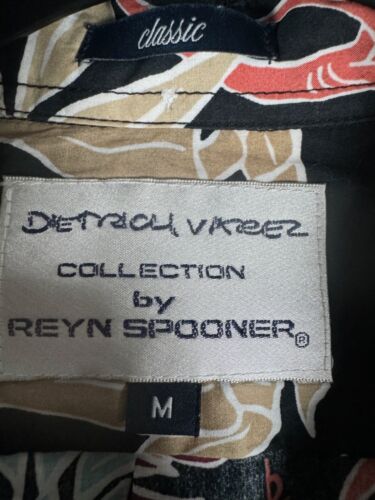 classic
DIETRICH VAREZ
COLLECTION
by
REYN SPOONER®
M
b